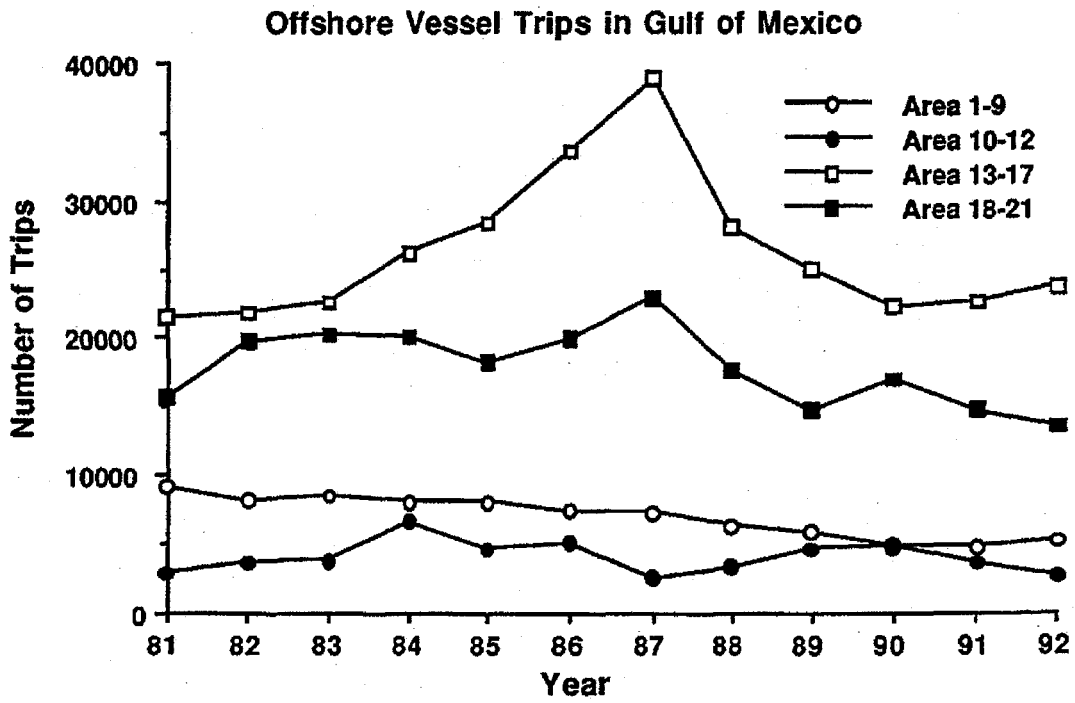 Offshore Vessel Trips in Gulf of Mexico
40000
30000
20000
10000
0
Number of Trips
Area 1-9
Area 10-12
Area 13-17
Area 18-21
81 82 83 84 85 86 87 88 89 90 91 92
Year